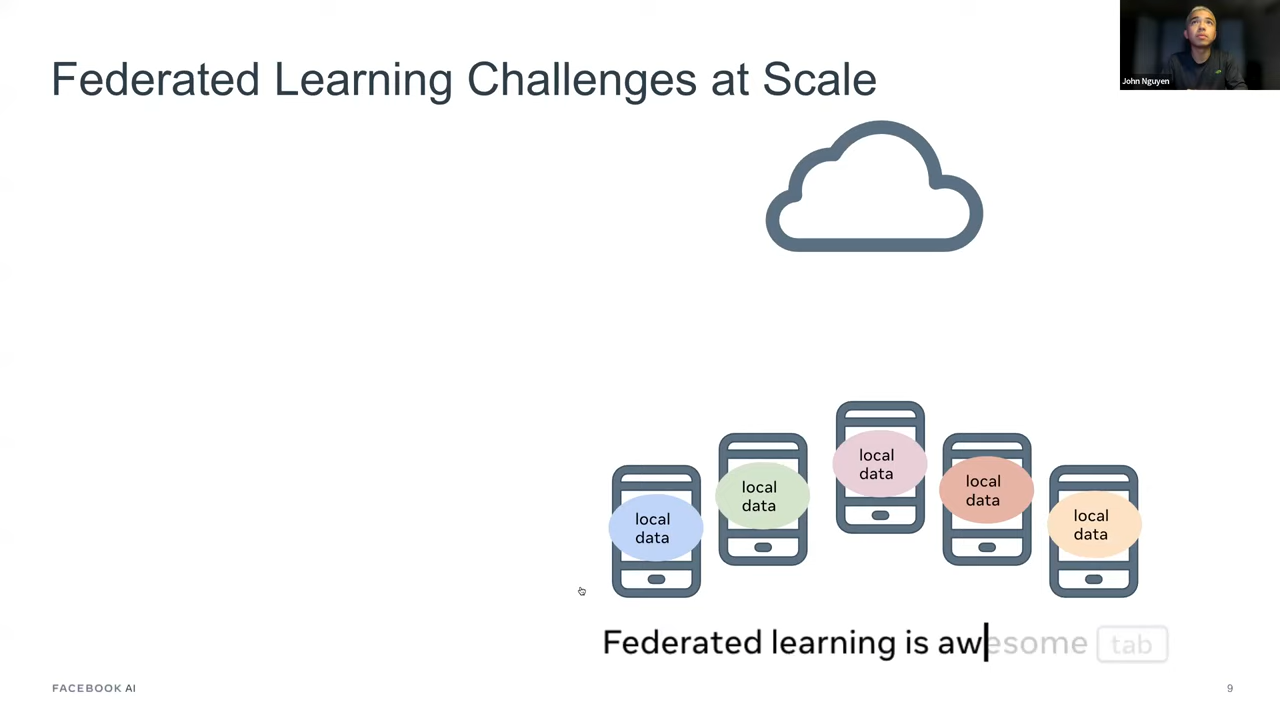 Federated Learning Challenges at Scale
John Nguyen
local
data
local
data
local
data
local
data
local
data
Federated learning is awesome tab
FACEBOOK AI
9